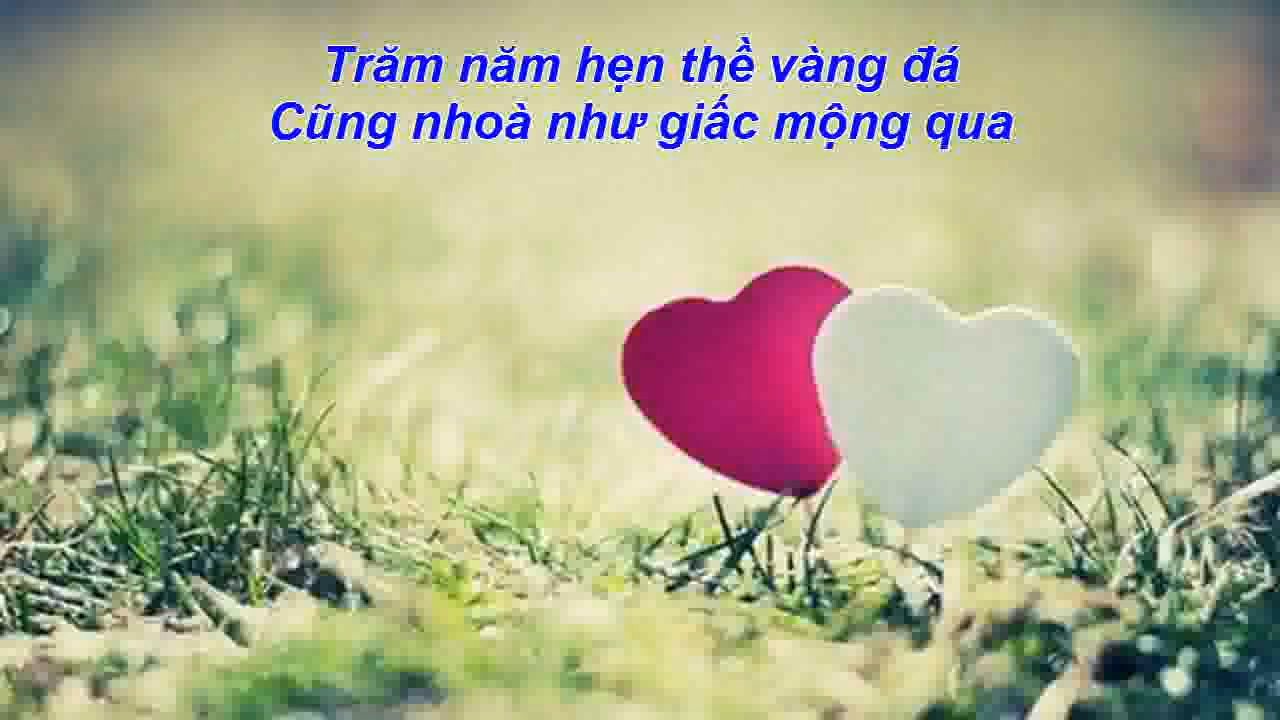 Trăm năm hẹn thề vàng đá
Cũng nhoà như giấc mộng qua